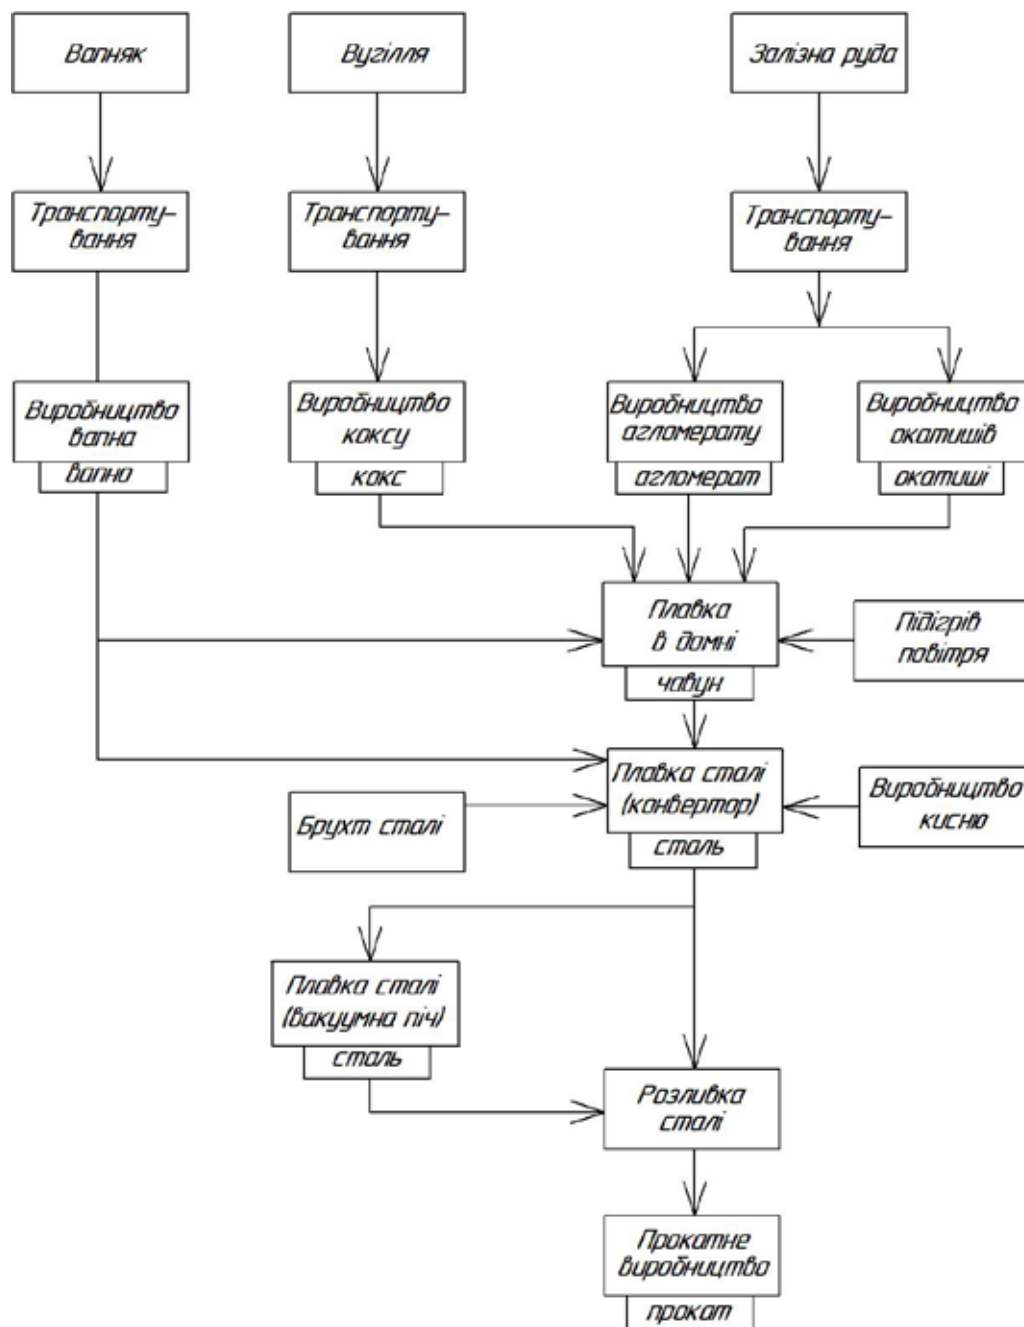 Вапняк
Вугілля
Залізна руда
Транспорту-
вання
Транспорту-
вання
Транспорту-
вання
Виробництво
вапна
вапно
Виробництво
коксу
кокс
Виробництво
агломерату
агломерат
Виробництво
окатишів
окатиші
Плавка
в домні
чавун
Підігрів
повітря
Плавка сталі
(конвертор)
сталь
Виробництво
кисню
Брухт сталі
Плавка сталі
(вакуумна піч)
сталь
Розливка
сталі
Прокатне
виробництво
прокат